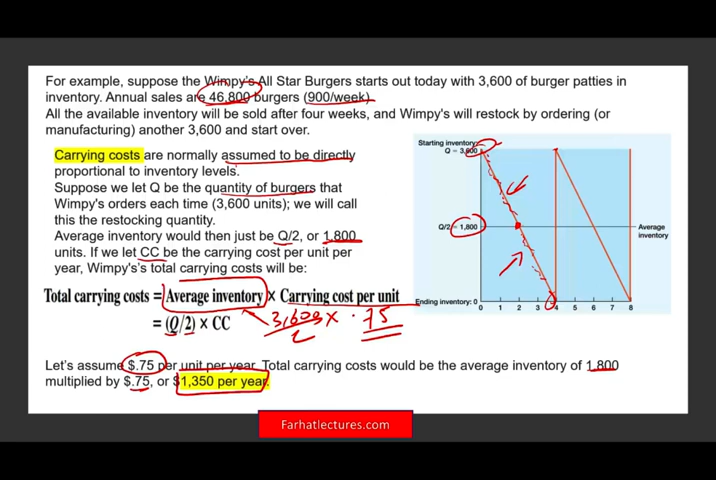 For example, suppose the Wimpy's All Star Burgers starts out today with 3,600 of burger patties in
inventory. Annual sales are 46,800 burgers (900/week).
All the available inventory will be sold after four weeks, and Wimpy's will restock by ordering (or
manufacturing) another 3,600 and start over.
Carrying costs are normally assumed to be directly
proportional to inventory levels.
Suppose we let Q be the quantity of burgers that
Wimpy's orders each time (3,600 units); we will call
this the restocking quantity.
Average inventory would then just be Q/2, or 1,800
units. If we let CC be the carrying cost per unit per
year, Wimpy's's total carrying costs will be:
Total carrying costs = Average inventory × Carrying cost per unit
= (Q/2) × CC
3,600 x .75
2
Starting inventory:
Q = 3,600
Q/2 = 1,800
Average
inventory
Ending inventory: 0
0 1 2 3 4 5 6 7 8
Let's assume $.75 per unit per year. Total carrying costs would be the average inventory of 1,800
multiplied by $.75, or $1,350 per year.
Farhatlectures.com